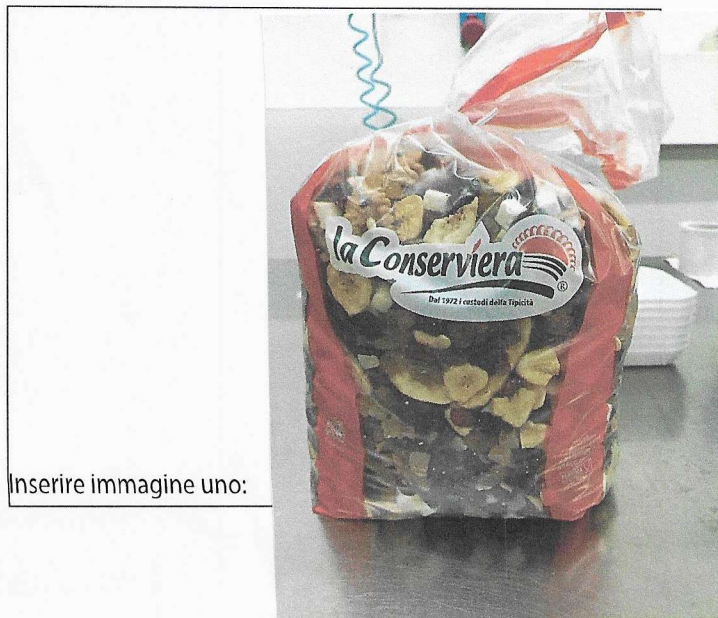 la Conserviera
®
Dal 1972 i custodi della Tipicità
Inserire immagine uno: